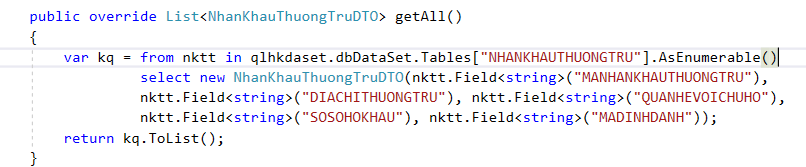 public override List<NhanKhauThuongTruDTO> getAll()
{
var kq = from nktt in qlhkdaset.dbDataSet.Tables["NHANKHAUTHUONGTRU"].AsEnumerable()
select new NhanKhauThuongTruDTO(nktt.Field<string>("MANHANKHAUTHUONGTRU"),
nktt.Field<string>("DIACHITHUONGTRU"), nktt.Field<string>("QUANHEVOICHUHO"),
nktt.Field<string>("SOSOHOKHAU"), nktt.Field<string>("MADINHDANH"));
return kq.ToList();
}